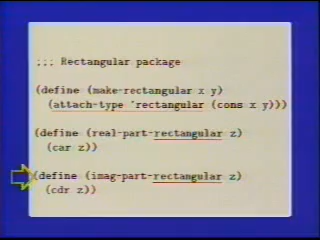 ;;; Rectangular package
(define (make-rectangular x y)
(attach-type 'rectangular (cons x y)))
(define (real-part-rectangular z)
(car z))
(define (imag-part-rectangular z)
(cdr z))